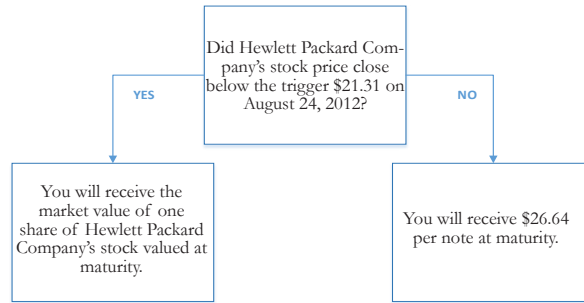 Did Hewlett Packard Com-
pany's stock price close
below the trigger $21.31 on
August 24, 2012?
YES
NO
You will receive the
market value of one
share of Hewlett Packard
Company's stock valued at
maturity.
You will receive $26.64
per note at maturity.